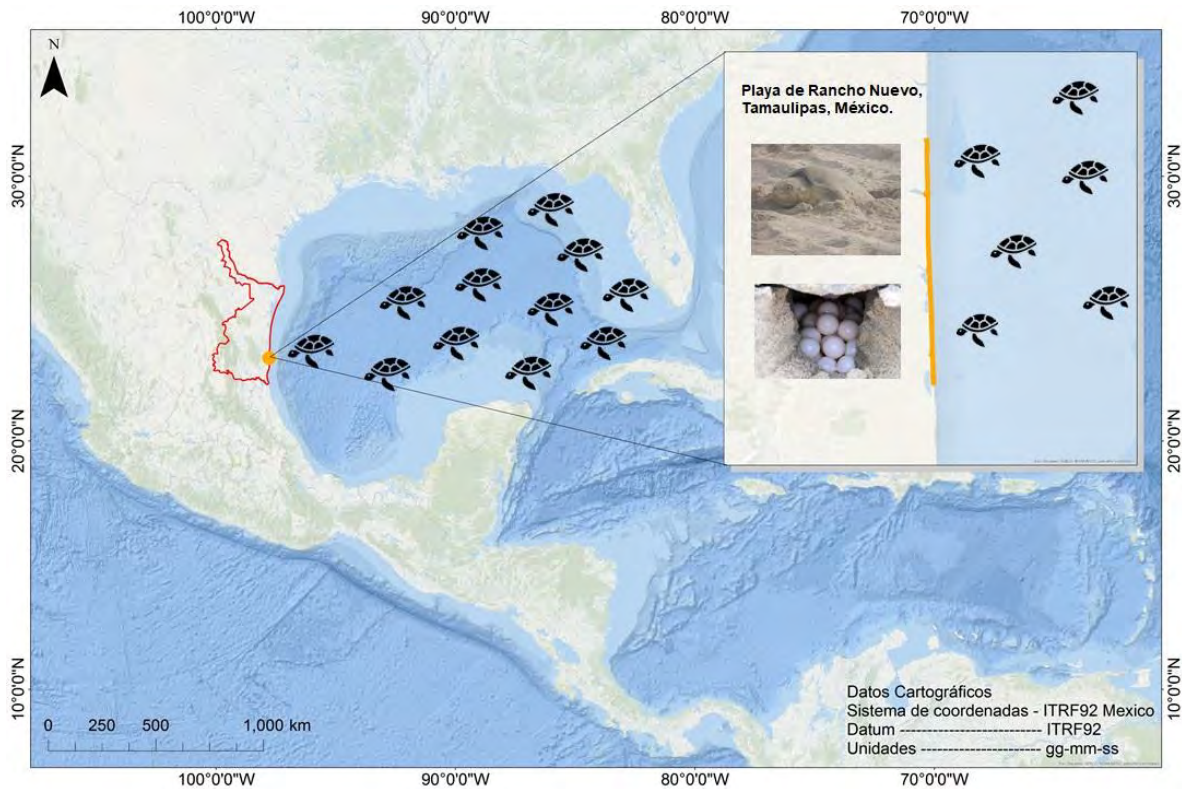 100°0'0"W 90°0'0"W 80°0'0"W 70°0'0"W
N
Playa de Rancho Nuevo,
Tamaulipas, México.
30°0'0"N
30°0'0"N
20°0'0"N
20°0'0"N
10°0'0"N
10°0'0"N
0 250 500 1,000 km
Datos Cartográficos
Sistema de coordenadas - ITRF92 Mexico
Datum ----------------------- ITRF92
Unidades --------------------- gg-mm-ss
100°0'0"W 90°0'0"W 80°0'0"W 70°0'0"W